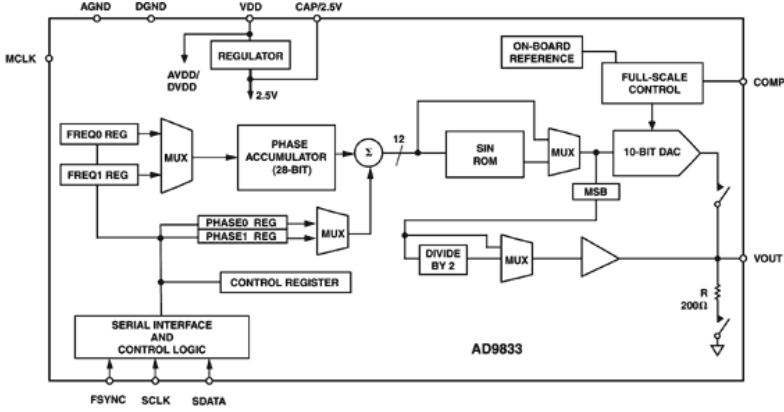 AGND
DGND
VDD
CAP/2.5V
MCLK
REGULATOR
AVDD/
DVDD
2.5V
ON-BOARD
REFERENCE
FULL-SCALE
CONTROL
COMP
FREQ0 REG
FREQ1 REG
MUX
PHASE
ACCUMULATOR
(28-BIT)
Σ
12
SIN
ROM
MUX
10-BIT DAC
MSB
PHASE0 REG
PHASE1 REG
MUX
DIVIDE
BY 2
MUX
VOUT
CONTROL REGISTER
R
200Ω
SERIAL INTERFACE
AND
CONTROL LOGIC
AD9833
FSYNC
SCLK
SDATA